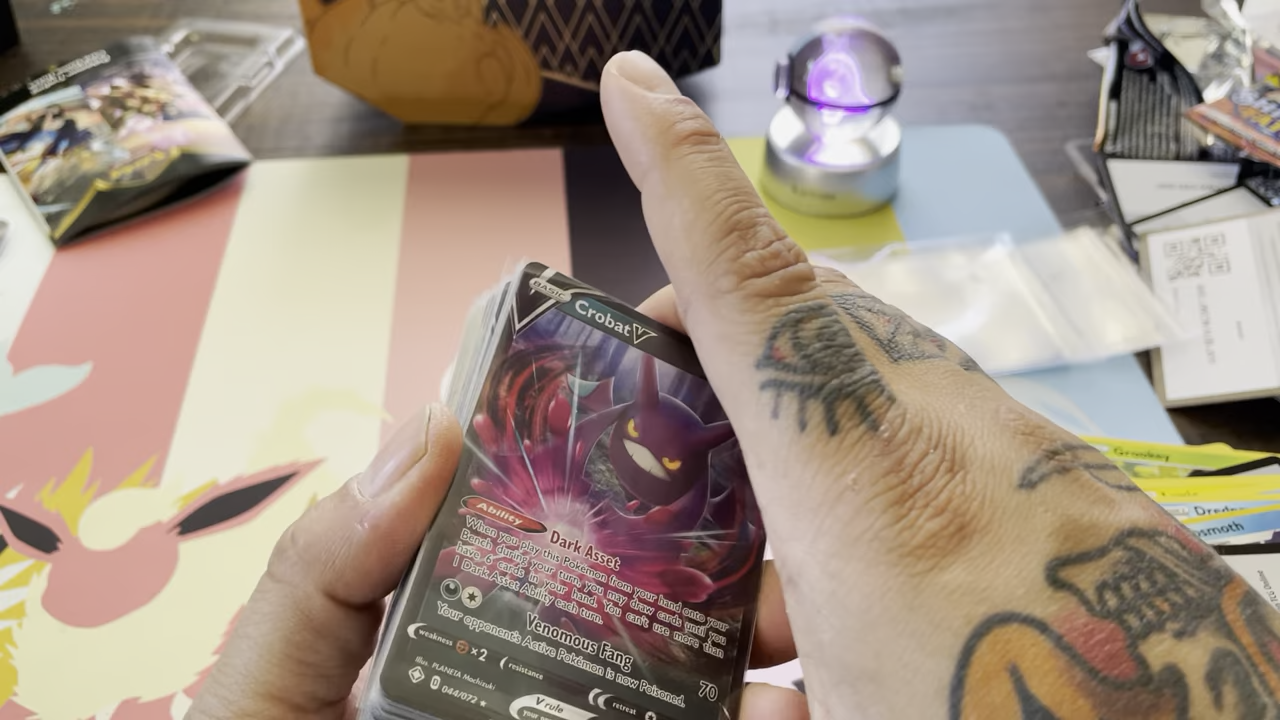 BASIC
Crobat V
Ability
Dark Asset
When you play this Pokémon from your hand onto your
Bench during your turn, you may draw cards until you
have 6 cards in your hand. You can't use more than
1 Dark Asset Ability each turn.
Venomous Fang
70
Your opponent's Active Pokémon is now Poisoned.
weakness ×2
resistance
retreat
Illus. PLANETA Mochizuki
D 044/072 ★
V rule
Grookey